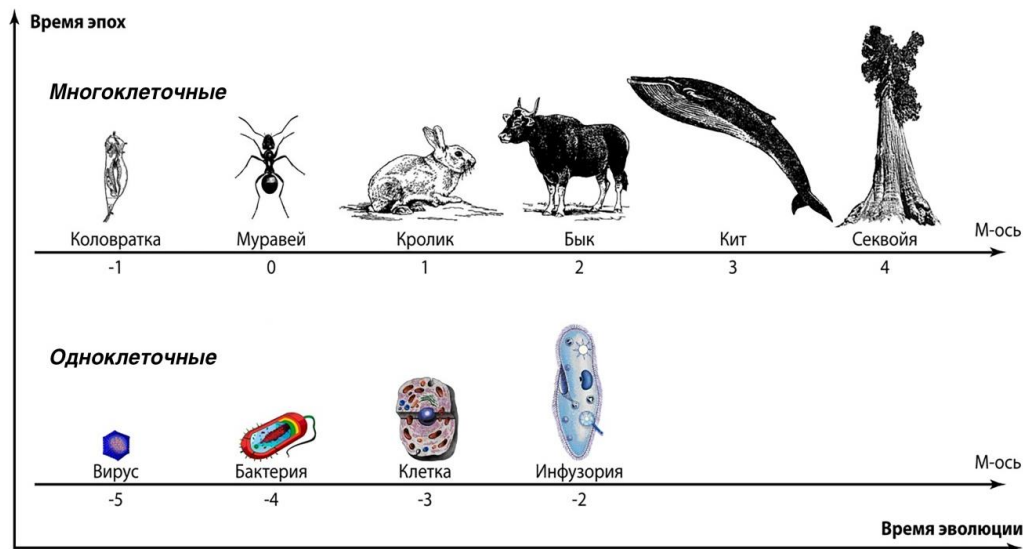 Время эпох
Многоклеточные
Коловратка Муравей Кролик Бык Кит Секвойя М-ось
-1 0 1 2 3 4
Одноклеточные
Вирус Бактерия Клетка Инфузория М-ось
-5 -4 -3 -2
Время эволюции